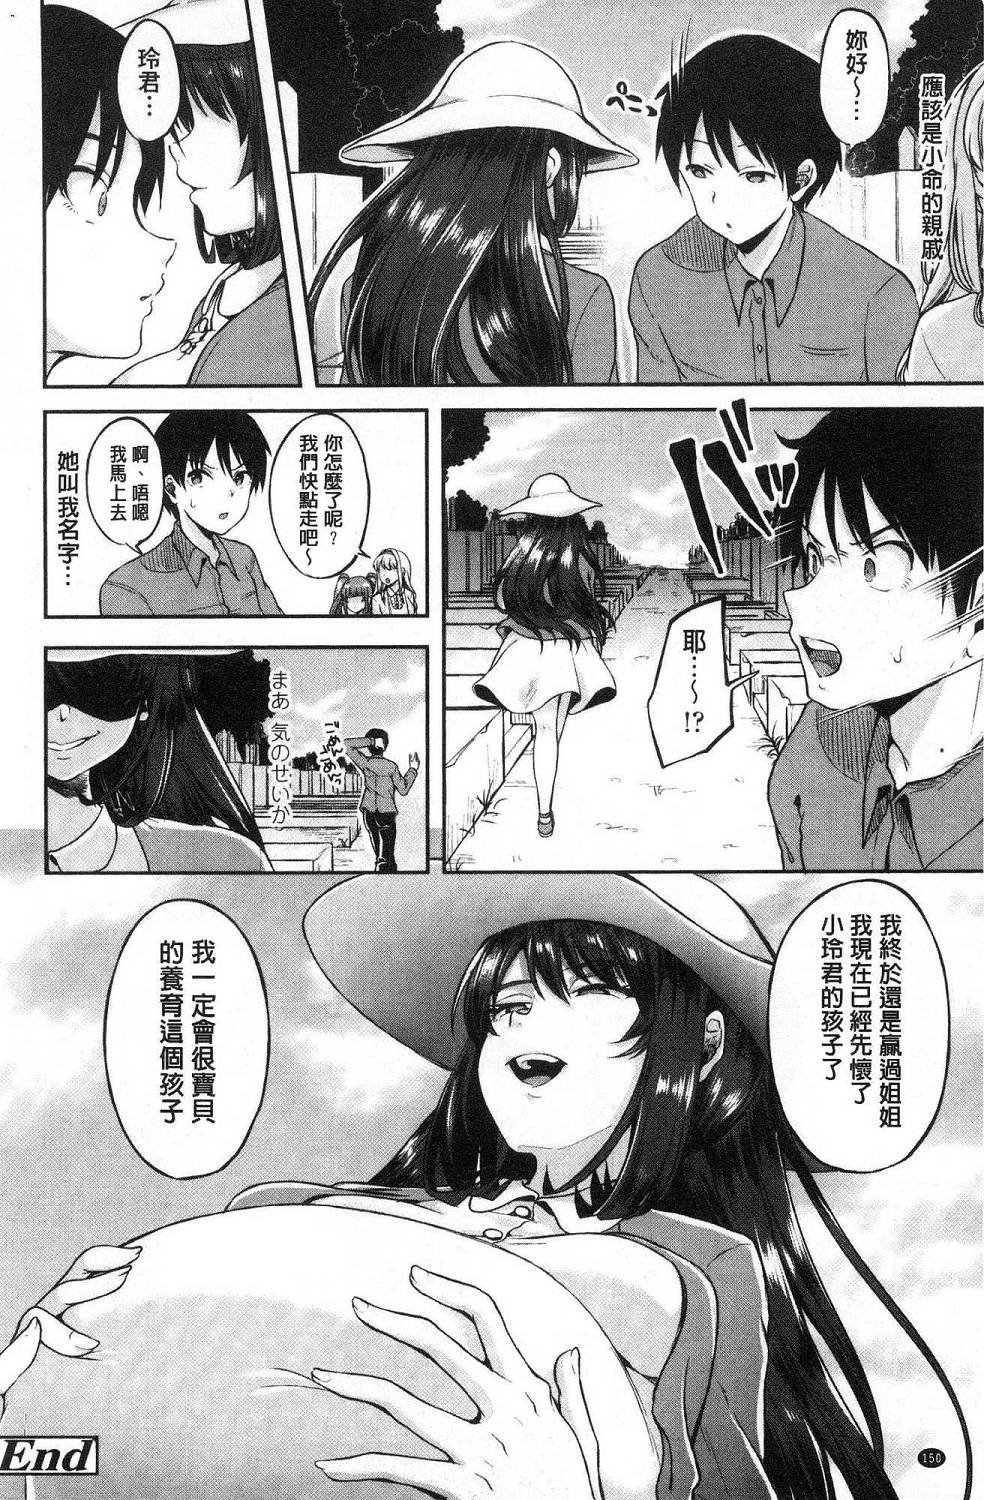 應該是小命的親戚
妳好～…
ペこっ
玲君…
耶…～!?
你怎麼了呢？
我們快點走吧～
啊、唔嗯
我馬上去
她叫我名字…
まあ 気のせいか
ごめんごめん
我終於還是贏過姐姐
我現在已經先懷了
小玲君的孩子了
我一定會很寶貝
的養育這個孩子
End
150